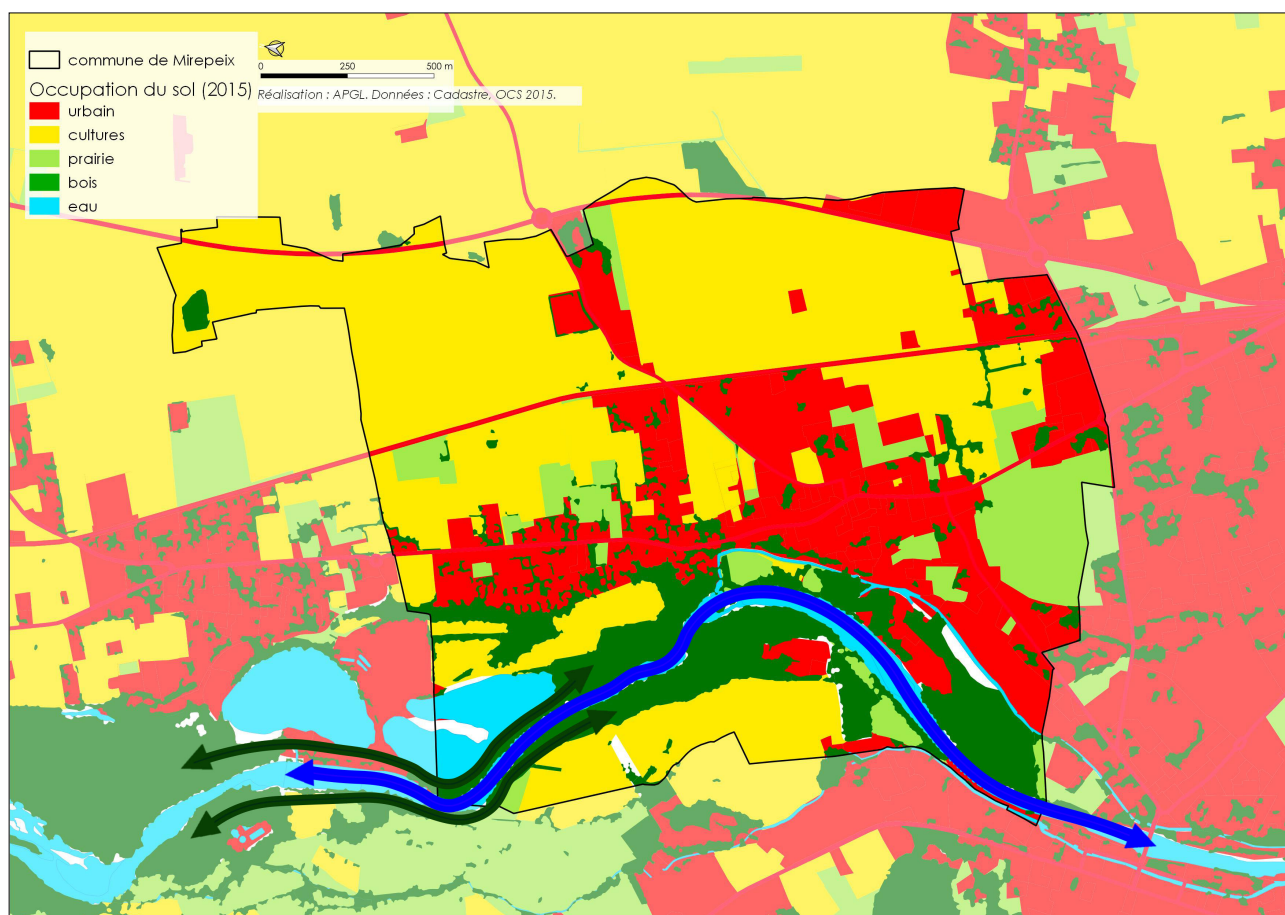 commune de Mirepeix
0 250 500 m
Occupation du sol (2015)
Réalisation : APGL. Données : Cadastre, OCS 2015.
urbain
cultures
prairie
bois
eau